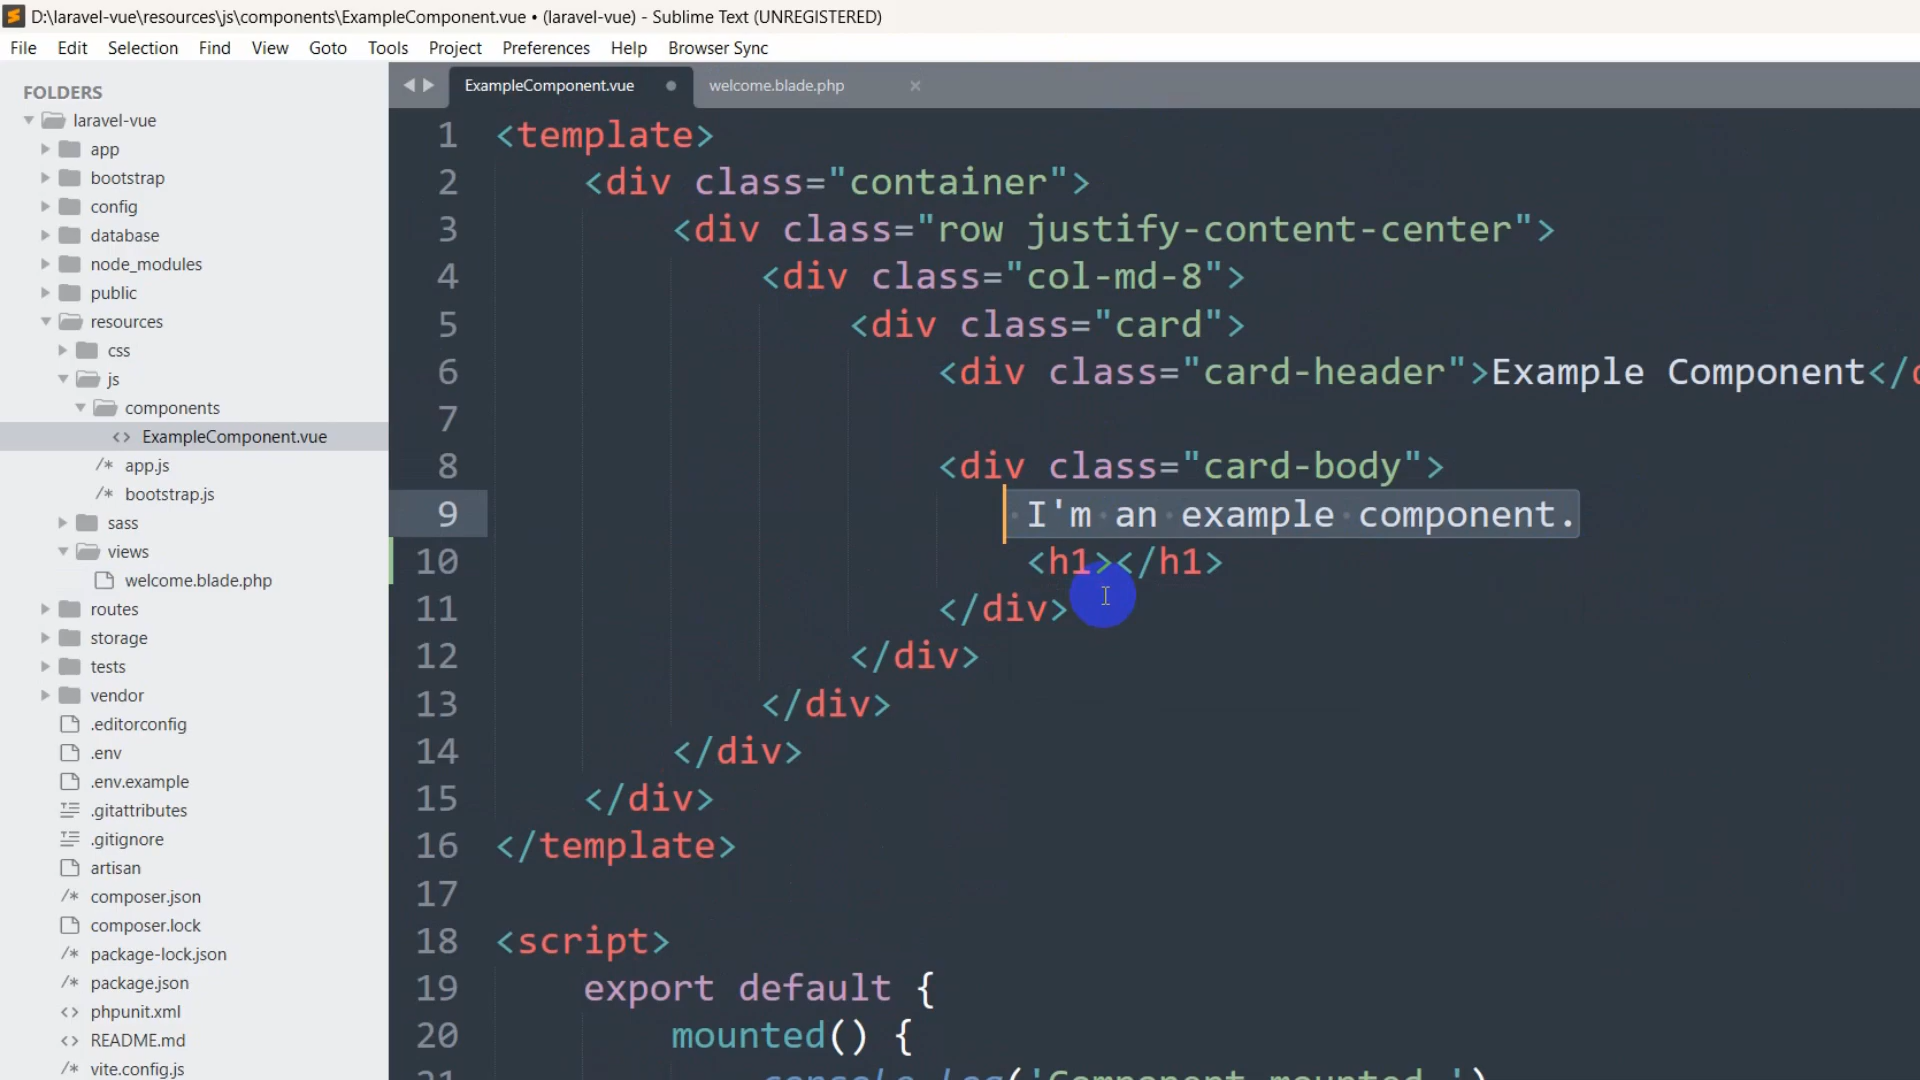 D:\laravel-vue\resources\js\components\ExampleComponent.vue • (laravel-vue) - Sublime Text (UNREGISTERED)
File Edit Selection Find View Goto Tools Project Preferences Help Browser Sync
FOLDERS
laravel-vue
app
bootstrap
config
database
node_modules
public
resources
css
js
components
<> ExampleComponent.vue
/* app.js
/* bootstrap.js
sass
views
welcome.blade.php
routes
storage
tests
vendor
.editorconfig
.env
.env.example
.gitattributes
.gitignore
artisan
/* composer.json
composer.lock
/* package-lock.json
/* package.json
<> phpunit.xml
<> README.md
/* vite.config.js
ExampleComponent.vue welcome.blade.php
1 <template>
2 <div class="container">
3 <div class="row justify-content-center">
4 <div class="col-md-8">
5 <div class="card">
6 <div class="card-header">Example Component</
7
8 <div class="card-body">
9 I'm an example component.
10 <h1></h1>
11 </div>
12 </div>
13 </div>
14 </div>
15 </div>
16 </template>
17
18 <script>
19 export default {
20 mounted() {
21 console.log('Component mounted.')